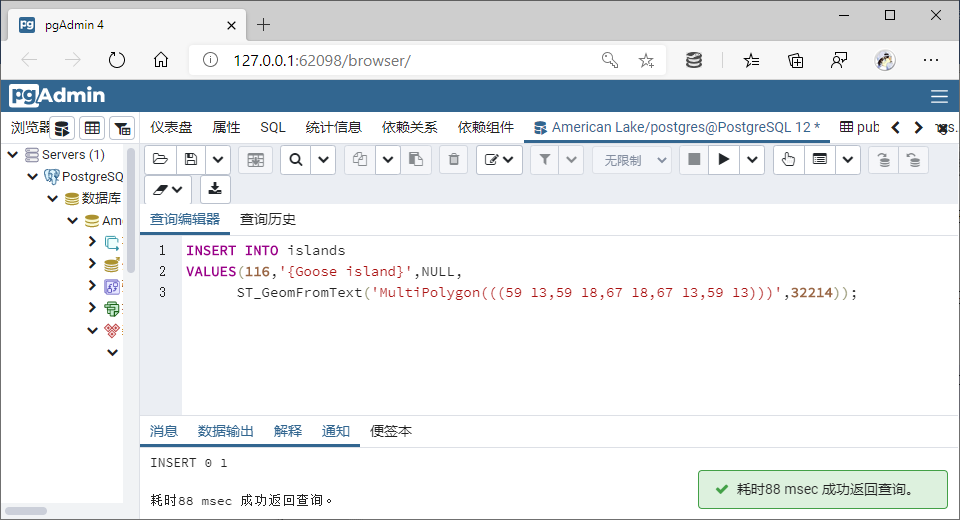 pgAdmin 4
127.0.0.1:62098/browser/
pgAdmin
浏览器
仪表盘 属性 SQL 统计信息 依赖关系 依赖组件 American Lake/postgres@PostgreSQL 12 * pub
Servers (1)
PostgreSQ
数据库
Am
无限制
查询编辑器 查询历史
1 INSERT INTO islands
2 VALUES(116,'{Goose island}',NULL,
3 ST_GeomFromText('MultiPolygon(((59 13,59 18,67 18,67 13,59 13)))',32214));
消息 数据输出 解释 通知 便签本
INSERT 0 1
耗时88 msec 成功返回查询。
耗时88 msec 成功返回查询。